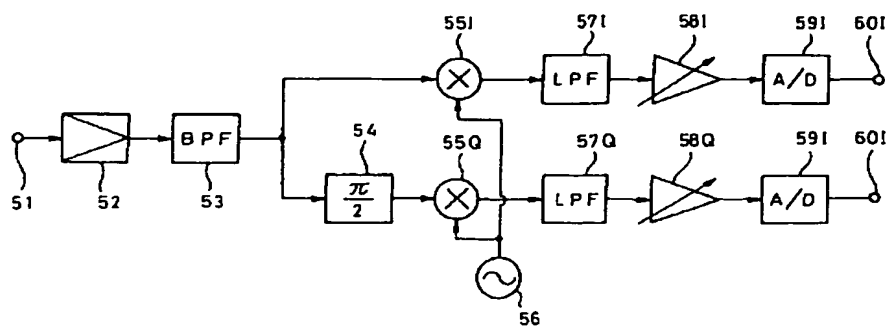 55I 57I 58I 59I 60I
LPF A/D
BPF 54 55Q 57Q 58Q 59I 60I
51 52 53 π/2 LPF A/D
56